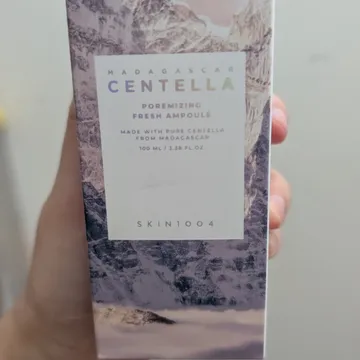 MADAGASCAR
CENTELLA
POREMIZING
FRESH AMPOULE
MADE WITH PURE CENTELLA
FROM MADAGASCAR
100 ML / 3.38 FL.OZ
SKIN1004